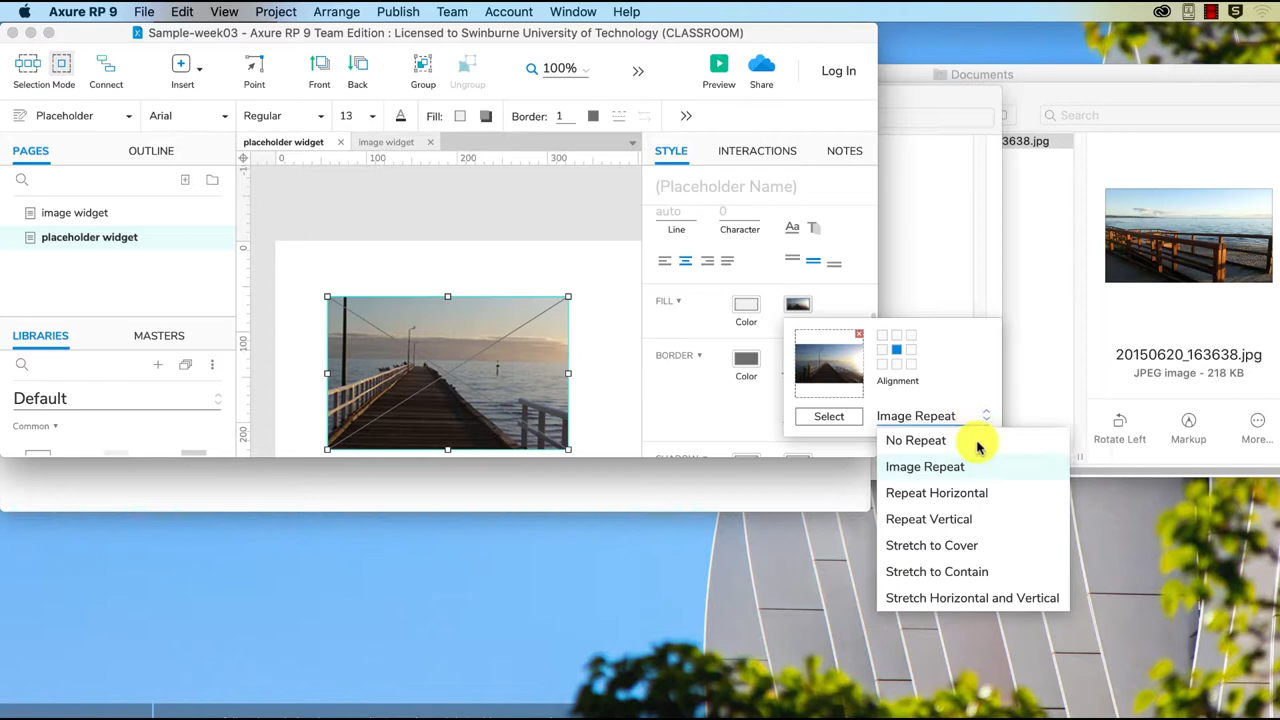 Axure RP 9 File Edit View Project Arrange Publish Team Account Window Help
Sample-week03 - Axure RP 9 Team Edition : Licensed to Swinburne University of Technology (CLASSROOM)
Documents
100%
Log In
Selection Mode Connect Insert Point Front Back Group Ungroup Preview Share
Placeholder Arial Regular 13 Fill: Border: 1
Search
PAGES OUTLINE
placeholder widget image widget
63638.jpg
0 100 200 300
STYLE INTERACTIONS NOTES
(Placeholder Name)
image widget
auto 0
Line Character
placeholder widget
0
FILL
Color
LIBRARIES MASTERS
100
BORDER
Color
20150620_163638.jpg
JPEG image - 218 KB
Alignment
Default
Select Image Repeat
Common
200
Rotate Left Markup More...
No Repeat
Image Repeat
Repeat Horizontal
Repeat Vertical
Stretch to Cover
Stretch to Contain
Stretch Horizontal and Vertical